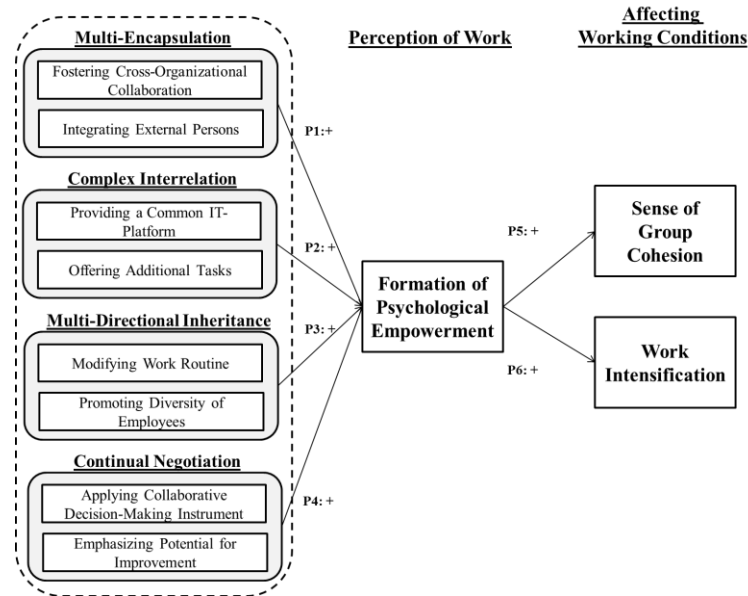 Multi-Encapsulation
Fostering Cross-Organizational
Collaboration
Integrating External Persons
Complex Interrelation
Providing a Common IT-
Platform
Offering Additional Tasks
Multi-Directional Inheritance
Modifying Work Routine
Promoting Diversity of
Employees
Continual Negotiation
Applying Collaborative
Decision-Making Instrument
Emphasizing Potential for
Improvement
P1:+
P2: +
P3: +
P4: +
Perception of Work
Formation of
Psychological
Empowerment
P5: +
P6: +
Affecting
Working Conditions
Sense of
Group
Cohesion
Work
Intensification